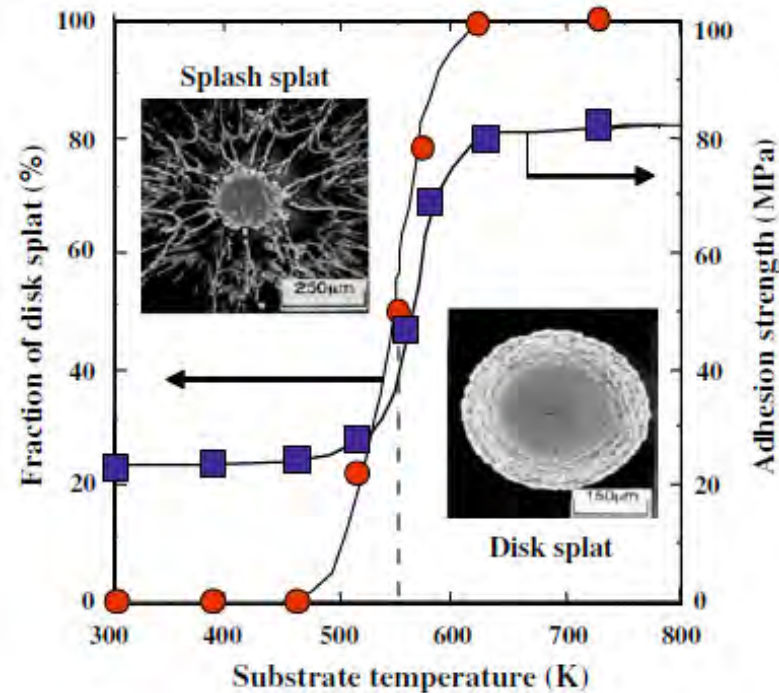 Fraction of disk splat (%)
100
80
60
40
20
0
Splash splat
250μm
150μm
Disk splat
100
80
60
40
20
0
Adhesion strength (MPa)
300
400
500
600
700
800
Substrate temperature (K)